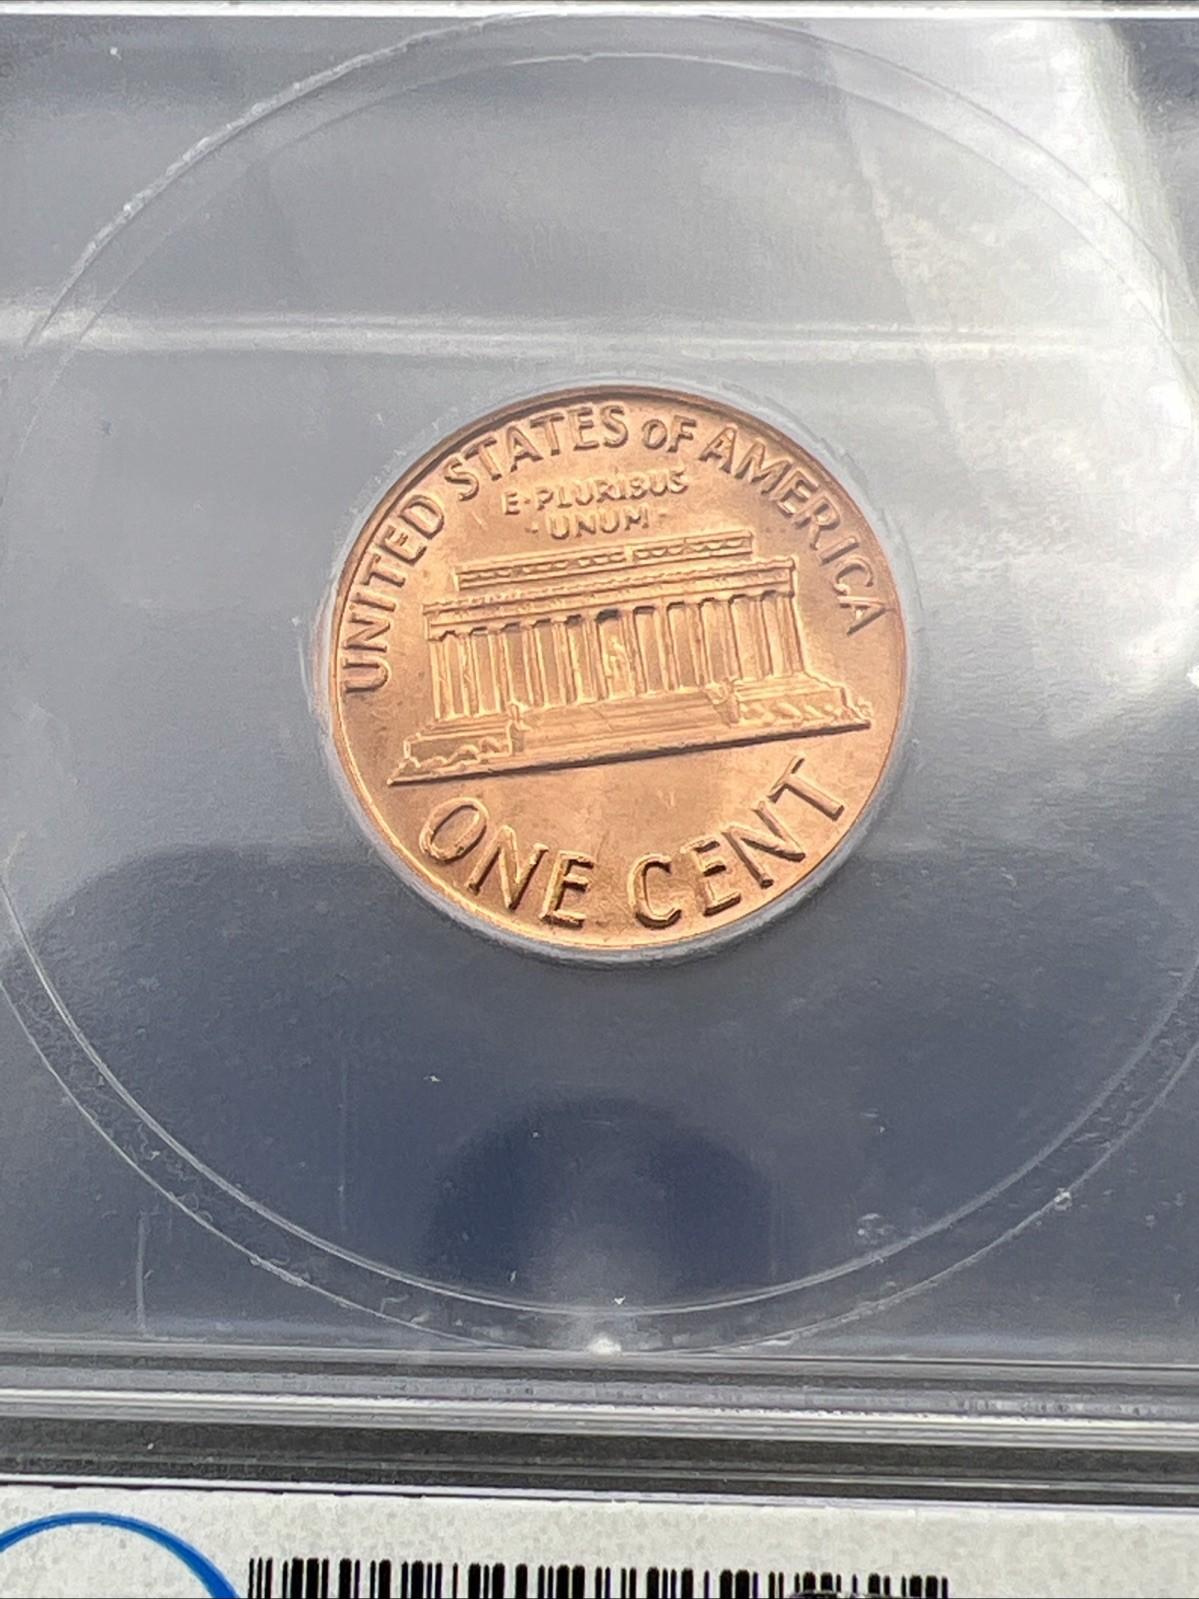 UNITED STATES OF AMERICA
E·PLURIBUS
·UNUM·
ONE CENT